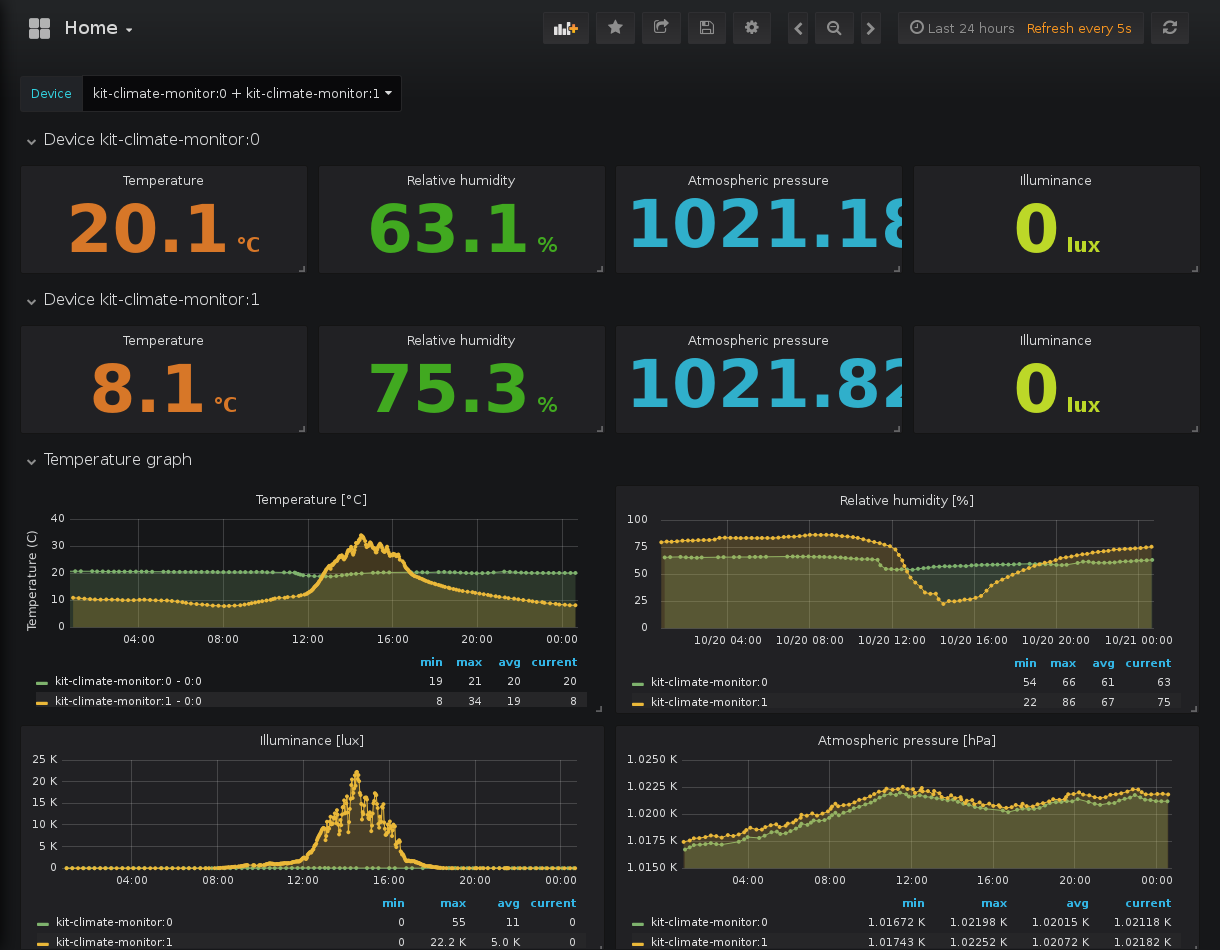 Home
Last 24 hours Refresh every 5s
Device kit-climate-monitor:0 + kit-climate-monitor:1
Device kit-climate-monitor:0
Temperature Relative humidity Atmospheric pressure Illuminance
20.1 °C 63.1 % 1021.18 0 lux
Device kit-climate-monitor:1
Temperature Relative humidity Atmospheric pressure Illuminance
8.1 °C 75.3 % 1021.82 0 lux
Temperature graph
Temperature [°C]
Temperature (C)
40
30
20
10
0
04:00 08:00 12:00 16:00 20:00 00:00
min max avg current
kit-climate-monitor:0 - 0:0 19 21 20 20
kit-climate-monitor:1 - 0:0 8 34 19 8
Relative humidity [%]
100
75
50
25
0
10/20 04:00 10/20 08:00 10/20 12:00 10/20 16:00 10/20 20:00 10/21 00:00
min max avg current
kit-climate-monitor:0 54 66 61 63
kit-climate-monitor:1 22 86 67 75
Illuminance [lux]
25 K
20 K
15 K
10 K
5 K
0
04:00 08:00 12:00 16:00 20:00 00:00
min max avg current
kit-climate-monitor:0 0 55 11 0
kit-climate-monitor:1 0 22.2 K 5.0 K 0
Atmospheric pressure [hPa]
1.0250 K
1.0225 K
1.0200 K
1.0175 K
1.0150 K
04:00 08:00 12:00 16:00 20:00 00:00
min max avg current
kit-climate-monitor:0 1.01672 K 1.02198 K 1.02015 K 1.02118 K
kit-climate-monitor:1 1.01743 K 1.02252 K 1.02072 K 1.02182 K